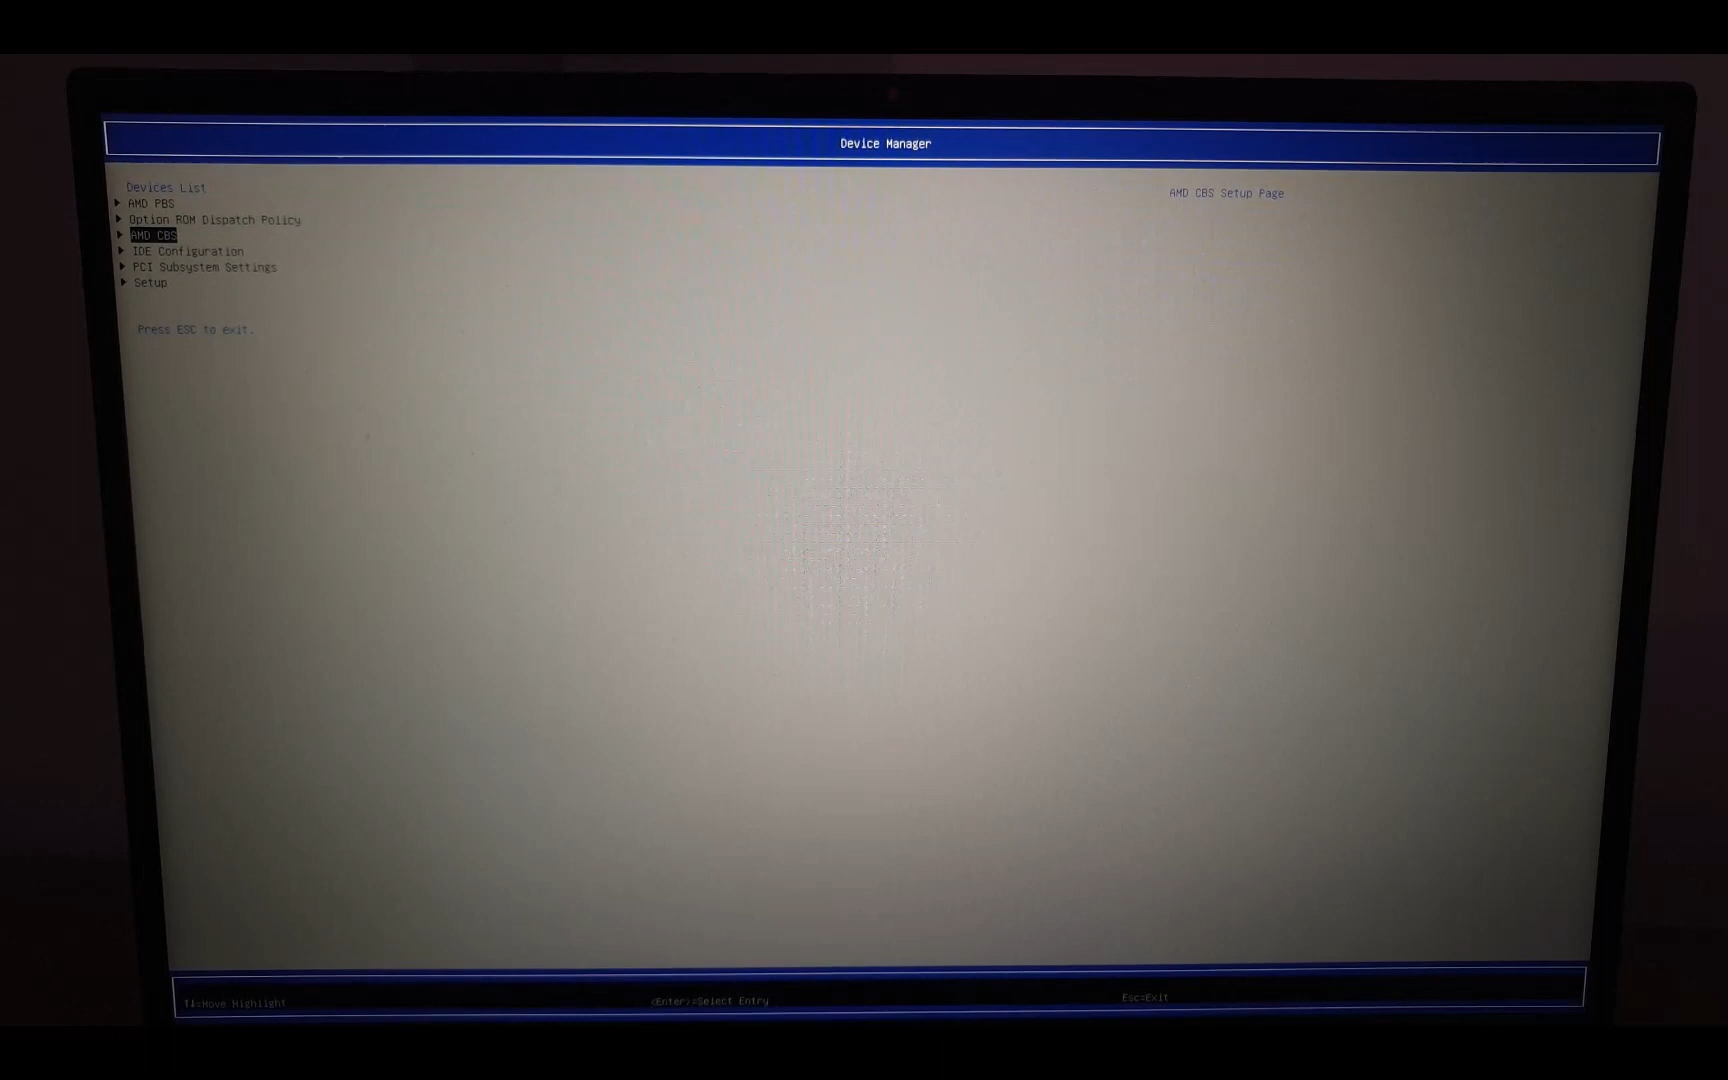 Device Manager
Devices List
AMD PBS
Option ROM Dispatch Policy
AMD CBS
IDE Configuration
PCI Subsystem Settings
Setup
Press ESC to exit.
AMD CBS Setup Page
↑↓=Move Highlight
<Enter>=Select Entry
Esc=Exit